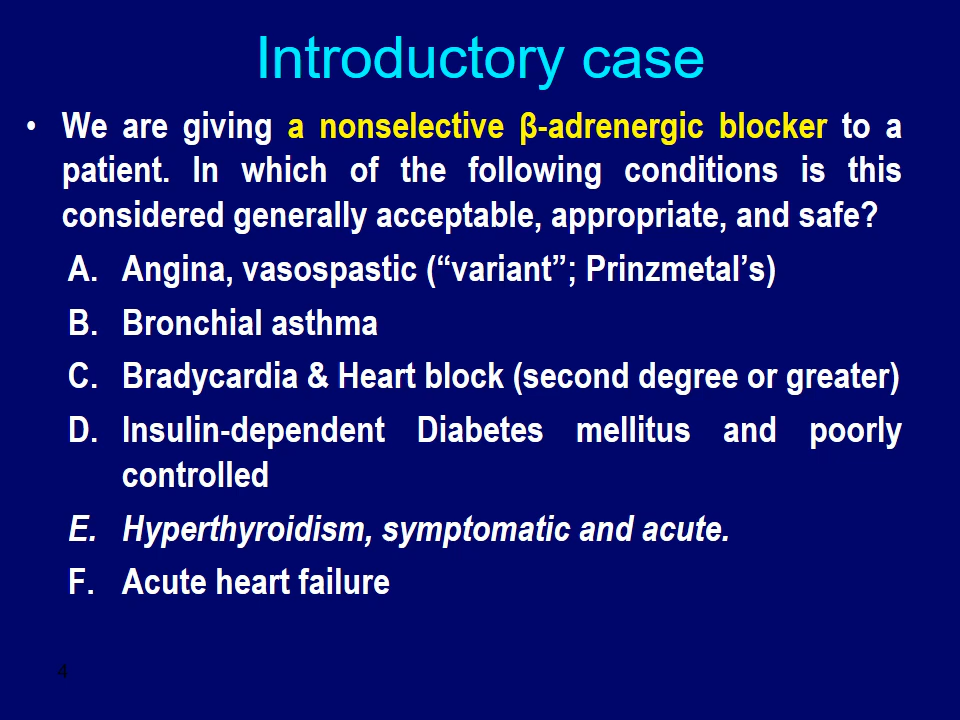 Introductory case
• We are giving a nonselective β-adrenergic blocker to a
patient. In which of the following conditions is this
considered generally acceptable, appropriate, and safe?
A. Angina, vasospastic (“variant”; Prinzmetal’s)
B. Bronchial asthma
C. Bradycardia & Heart block (second degree or greater)
D. Insulin-dependent Diabetes mellitus and poorly
controlled
E. Hyperthyroidism, symptomatic and acute.
F. Acute heart failure
4